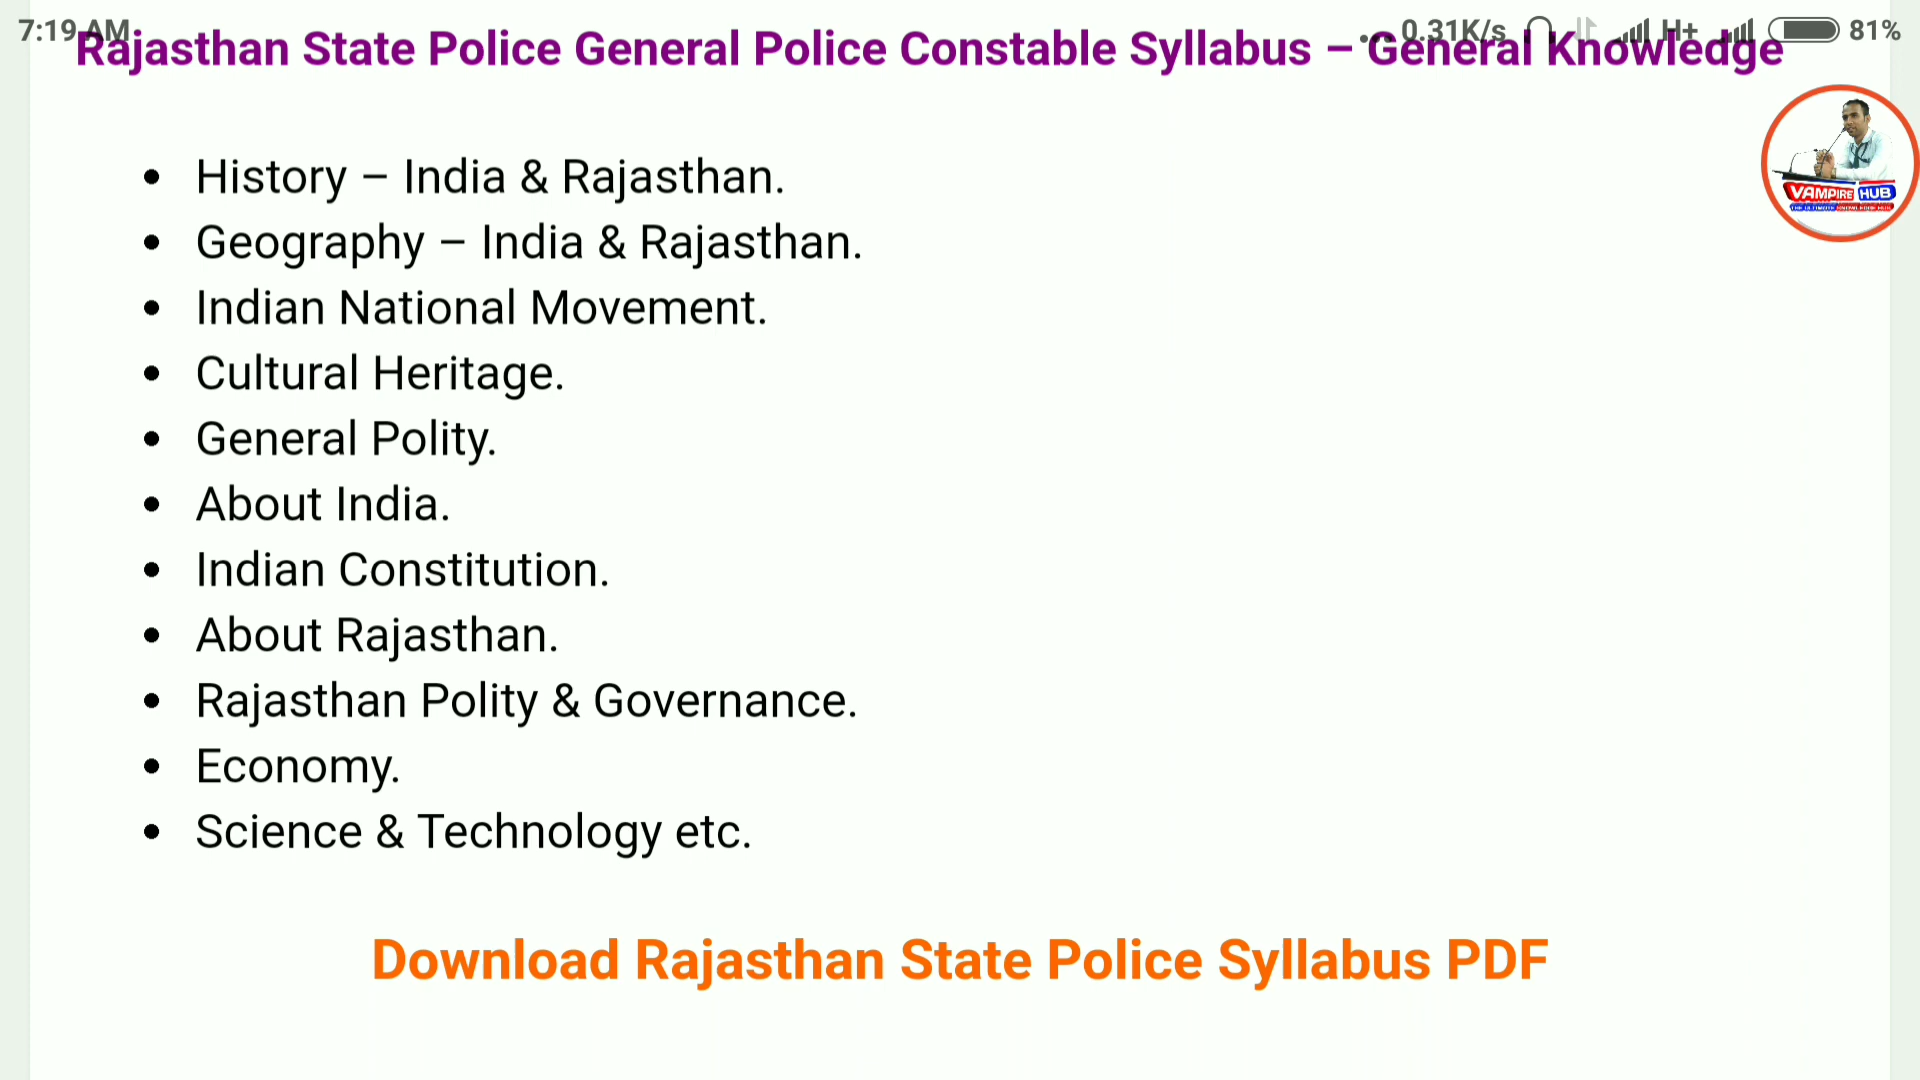 7:19 AM
0.31K/s H+ 81%
Rajasthan State Police General Police Constable Syllabus – General Knowledge
VAMPIRE HUB
• History – India & Rajasthan.
• Geography – India & Rajasthan.
• Indian National Movement.
• Cultural Heritage.
• General Polity.
• About India.
• Indian Constitution.
• About Rajasthan.
• Rajasthan Polity & Governance.
• Economy.
• Science & Technology etc.
Download Rajasthan State Police Syllabus PDF